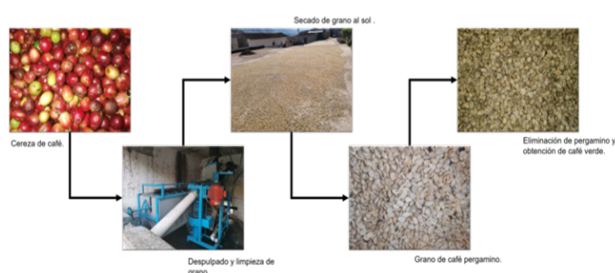 Cereza de café.
Despulpado y limpieza de
grano.
Secado de grano al sol .
Grano de café pergamino.
Eliminación de pergamino y
obtención de café verde.